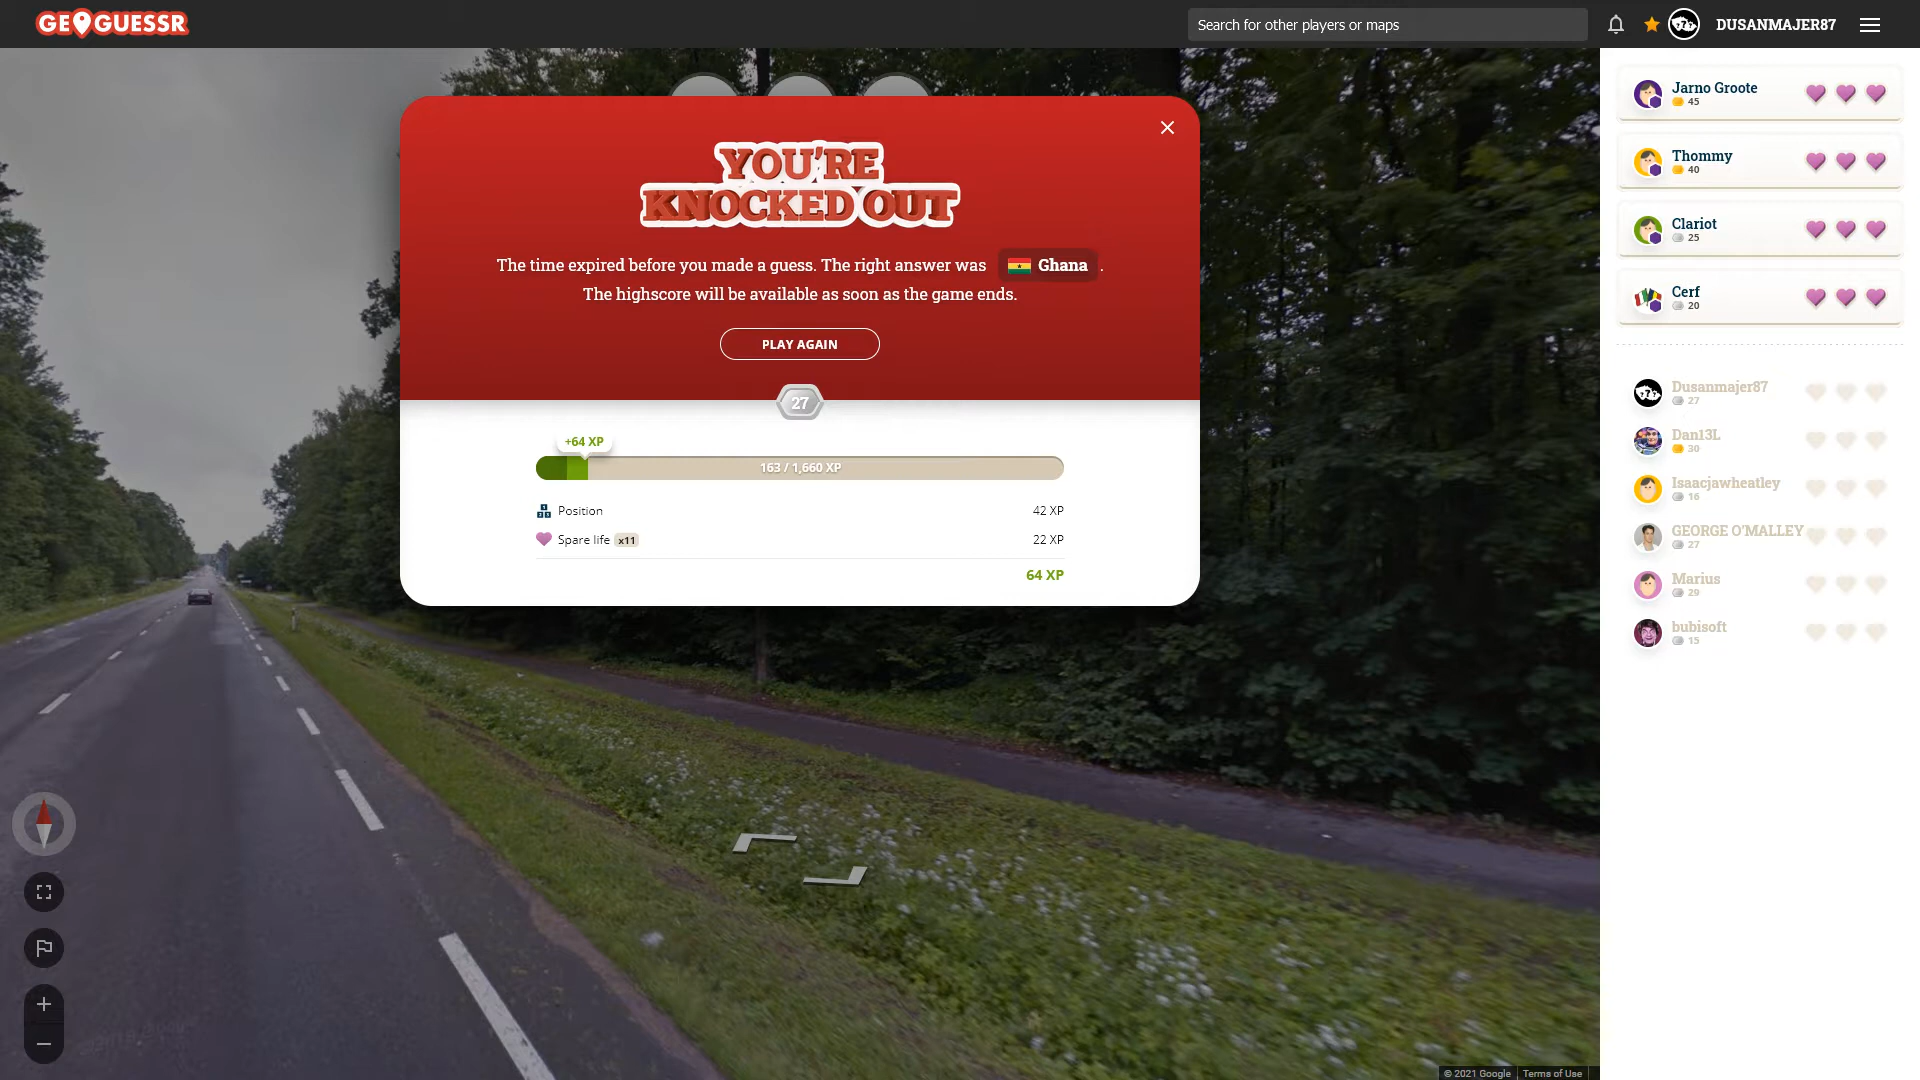 GEOGUESSR
Search for other players or maps
DUSANMAJER87
YOU'RE
KNOCKED OUT
The time expired before you made a guess. The right answer was Ghana .
The highscore will be available as soon as the game ends.
PLAY AGAIN
27
+64 XP
163 / 1,660 XP
Position 42 XP
Spare life x11 22 XP
64 XP
Jarno Groote
45
Thommy
40
Clariot
25
Cerf
20
Dusanmajer87
27
Dan13L
30
Isaacjawheatley
16
GEORGE O'MALLEY
27
Marius
29
bubisoft
15
© 2021 Google Terms of Use